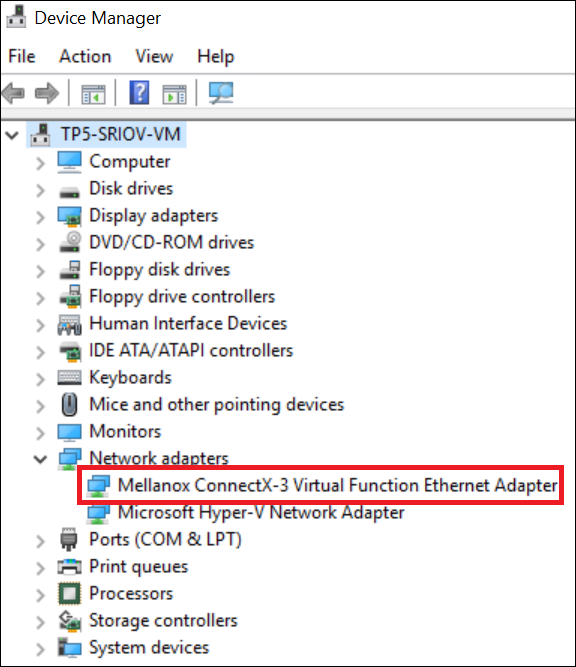 Device Manager
File Action View Help
TP5-SRIOV-VM
Computer
Disk drives
Display adapters
DVD/CD-ROM drives
Floppy disk drives
Floppy drive controllers
Human Interface Devices
IDE ATA/ATAPI controllers
Keyboards
Mice and other pointing devices
Monitors
Network adapters
Mellanox ConnectX-3 Virtual Function Ethernet Adapter
Microsoft Hyper-V Network Adapter
Ports (COM & LPT)
Print queues
Processors
Storage controllers
System devices